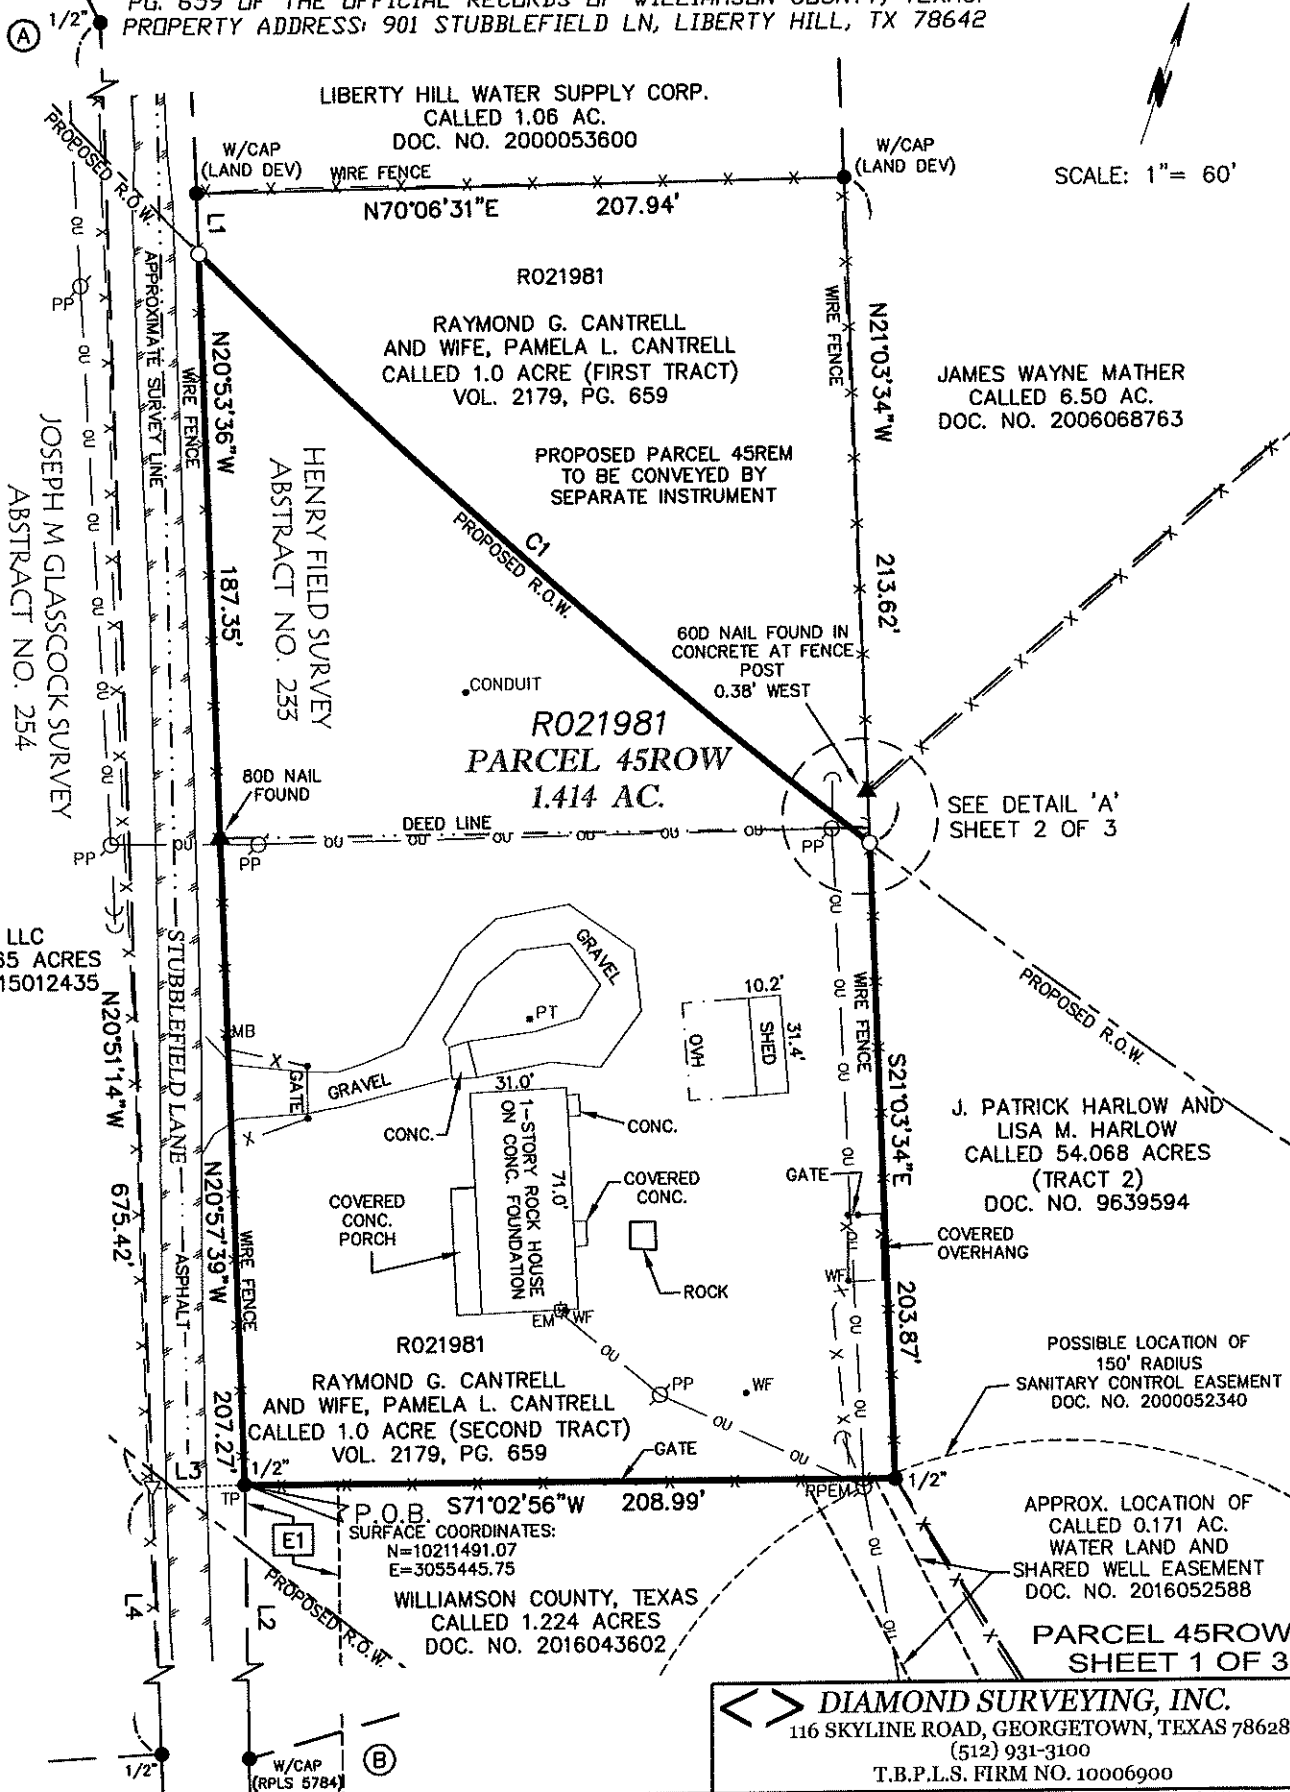 PG. 659 OF THE OFFICIAL RECORDS OF WILLIAMSON COUNTY, TEXAS.
PROPERTY ADDRESS: 901 STUBBLEFIELD LN, LIBERTY HILL, TX 78642
A
1/2"
LIBERTY HILL WATER SUPPLY CORP.
CALLED 1.06 AC.
DOC. NO. 2000053600
W/CAP
(LAND DEV)
WIRE FENCE
W/CAP
(LAND DEV)
SCALE: 1"= 60'
N70°06'31"E 207.94'
PROPOSED R.O.W.
L1
OU
PP
APPROXIMATE SURVEY LINE
WIRE FENCE
N20°53'36"W
187.35'
R021981
RAYMOND G. CANTRELL
AND WIFE, PAMELA L. CANTRELL
CALLED 1.0 ACRE (FIRST TRACT)
VOL. 2179, PG. 659
WIRE FENCE
N21°03'34"W
213.62'
JAMES WAYNE MATHER
CALLED 6.50 AC.
DOC. NO. 2006068763
PROPOSED PARCEL 45REM
TO BE CONVEYED BY
SEPARATE INSTRUMENT
JOSEPH M GLASSCOCK SURVEY
ABSTRACT NO. 254
HENRY FIELD SURVEY
ABSTRACT NO. 233
C1
PROPOSED R.O.W.
60D NAIL FOUND IN
CONCRETE AT FENCE
POST
0.38' WEST
CONDUIT
R021981
PARCEL 45ROW
1.414 AC.
80D NAIL
FOUND
SEE DETAIL 'A'
SHEET 2 OF 3
DEED LINE
OU OU OU OU OU
PP
PP
PP
LLC
65 ACRES
15012435
N20°51'14"W
675.42'
STUBBLEFIELD LANE
ASPHALT
MB
GATE
GRAVEL
GRAVEL
PT
10.2'
SHED
31.4'
OVH
WIRE FENCE
S21°03'34"E
203.87'
PROPOSED R.O.W.
CONC.
31.0'
1-STORY ROCK HOUSE
ON CONC. FOUNDATION
71.0'
CONC.
COVERED
CONC.
COVERED
CONC.
PORCH
ROCK
GATE
J. PATRICK HARLOW AND
LISA M. HARLOW
CALLED 54.068 ACRES
(TRACT 2)
DOC. NO. 9639594
COVERED
OVERHANG
WF
N20°57'39"W
WIRE FENCE
207.27'
EM
WF
R021981
RAYMOND G. CANTRELL
AND WIFE, PAMELA L. CANTRELL
CALLED 1.0 ACRE (SECOND TRACT)
VOL. 2179, PG. 659
PP
WF
OU
OU
GATE
POSSIBLE LOCATION OF
150' RADIUS
SANITARY CONTROL EASEMENT
DOC. NO. 2000052340
L3
TP
1/2"
P.O.B.
S71°02'56"W 208.99'
RPEM
1/2"
SURFACE COORDINATES:
N=10211491.07
E=3055445.75
E1
L4
L2
PROPOSED R.O.W.
WILLIAMSON COUNTY, TEXAS
CALLED 1.224 ACRES
DOC. NO. 2016043602
APPROX. LOCATION OF
CALLED 0.171 AC.
WATER LAND AND
SHARED WELL EASEMENT
DOC. NO. 2016052588
PARCEL 45ROW
SHEET 1 OF 3
DIAMOND SURVEYING, INC.
116 SKYLINE ROAD, GEORGETOWN, TEXAS 78628
(512) 931-3100
T.B.P.L.S. FIRM NO. 10006900
1/2"
W/CAP
(RPLS 5784)
B